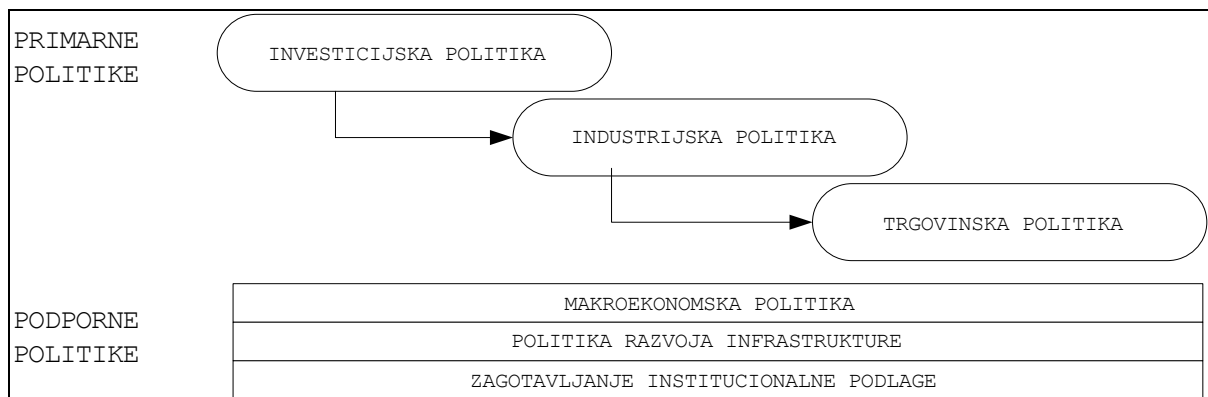 PRIMARNE
POLITIKE
INVESTICIJSKA POLITIKA
INDUSTRIJSKA POLITIKA
TRGOVINSKA POLITIKA
PODPORNE
POLITIKE
MAKROEKONOMSKA POLITIKA
POLITIKA RAZVOJA INFRASTRUKTURE
ZAGOTAVLJANJE INSTITUCIONALNE PODLAGE